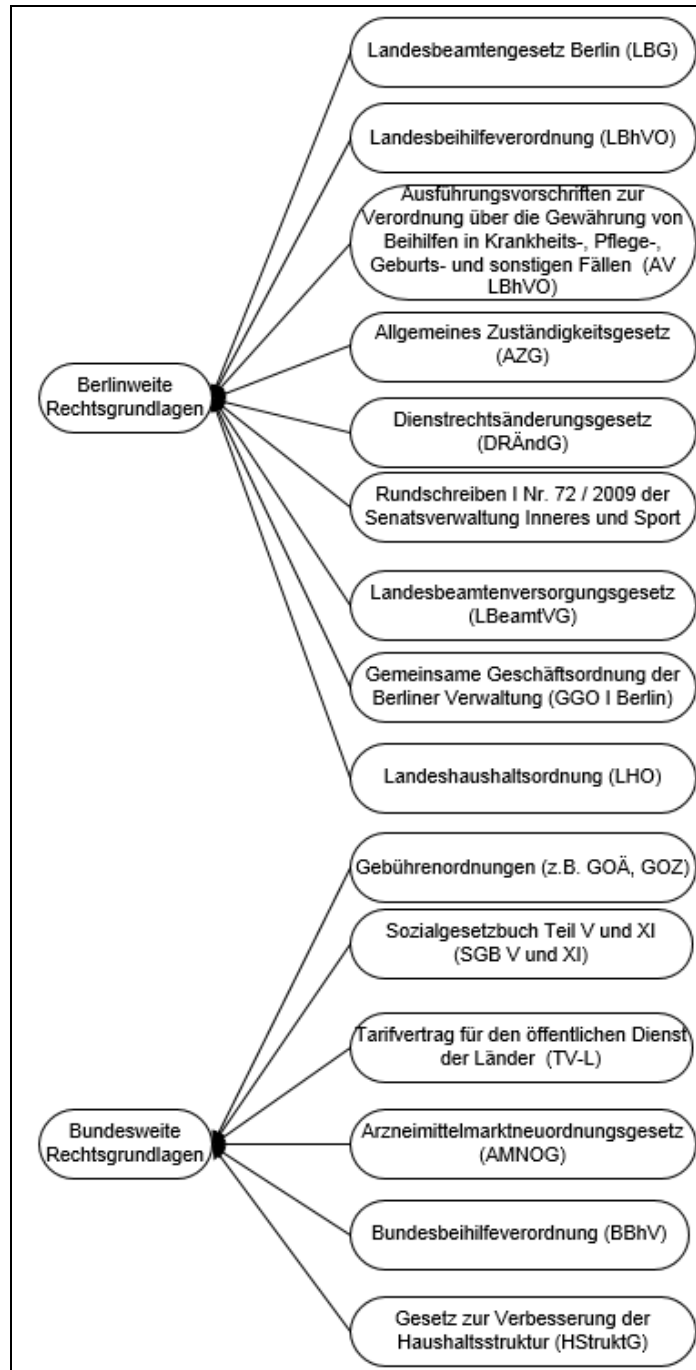 Landesbeamtengesetz Berlin (LBG)
Landesbeihilfeverordnung (LBhVO)
Ausführungsvorschriften zur
Verordnung über die Gewährung von
Beihilfen in Krankheits-, Pflege-,
Geburts- und sonstigen Fällen (AV
LBhVO)
Allgemeines Zuständigkeitsgesetz
(AZG)
Berlinweite
Rechtsgrundlagen
Dienstrechtsänderungsgesetz
(DRÄndG)
Rundschreiben I Nr. 72 / 2009 der
Senatsverwaltung Inneres und Sport
Landesbeamtenversorgungsgesetz
(LBeamtVG)
Gemeinsame Geschäftsordnung der
Berliner Verwaltung (GGO I Berlin)
Landeshaushaltsordnung (LHO)
Gebührenordnungen (z.B. GOÄ, GOZ)
Sozialgesetzbuch Teil V und XI
(SGB V und XI)
Tarifvertrag für den öffentlichen Dienst
der Länder (TV-L)
Bundesweite
Rechtsgrundlagen
Arzneimittelmarktneuordnungsgesetz
(AMNOG)
Bundesbeihilfeverordnung (BBhV)
Gesetz zur Verbesserung der
Haushaltsstruktur (HStruktG)